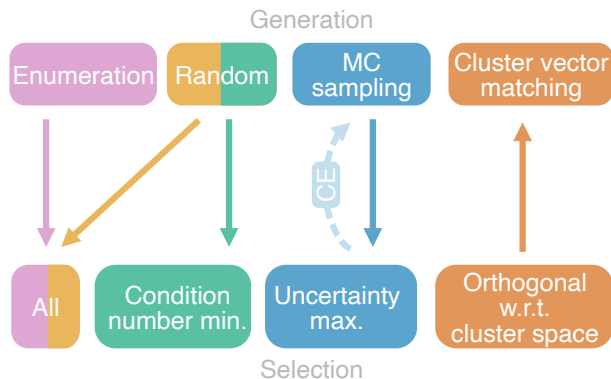 Generation
Enumeration
Random
MC
sampling
Cluster vector
matching
CE
All
Condition
number min.
Uncertainty
max.
Orthogonal
w.r.t.
cluster space
Selection